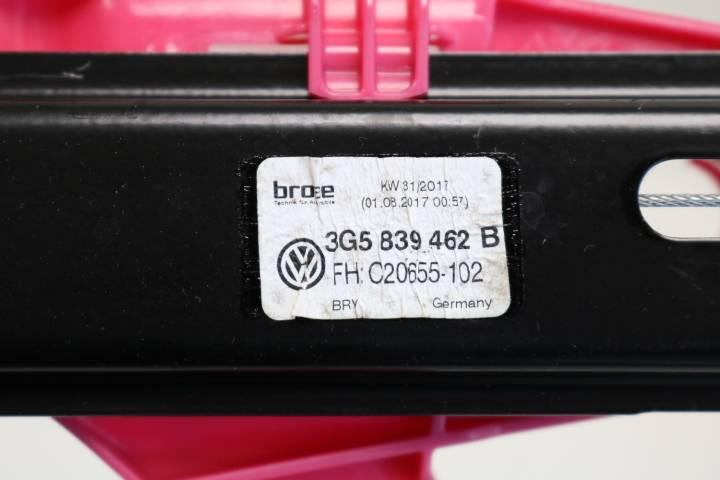 brose
Technik für Automobile
KW 31/2017
(01.08.2017 00:57)
3G5 839 462 B
FH: C20655-102
BRY Germany